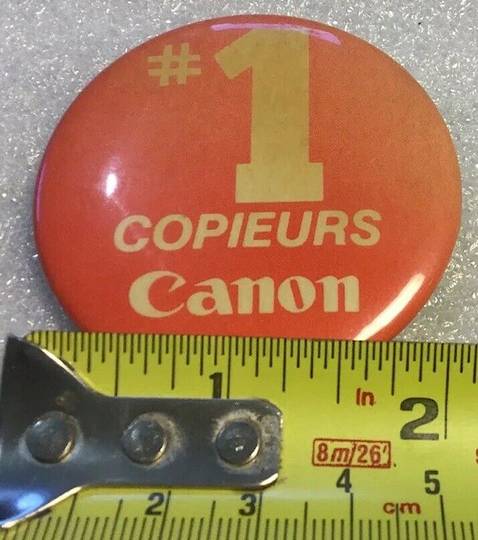 #1
COPIEURS
Canon
1 In 2
8m/26'
2 3 4 5
cm